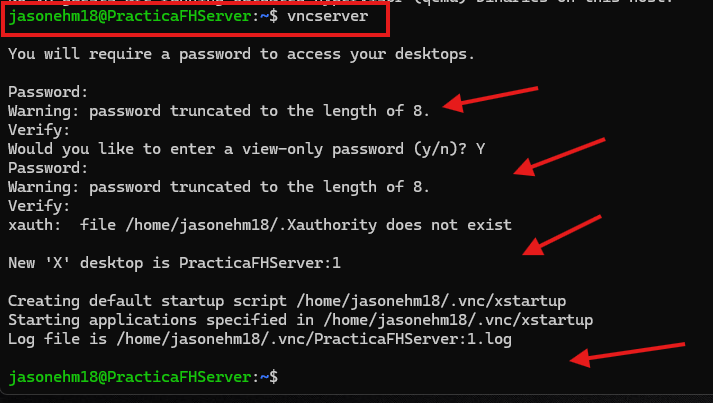 jasonehm18@PracticaFHServer:~$ vncserver
You will require a password to access your desktops.
Password:
Warning: password truncated to the length of 8.
Verify:
Would you like to enter a view-only password (y/n)? Y
Password:
Warning: password truncated to the length of 8.
Verify:
xauth:  file /home/jasonehm18/.Xauthority does not exist
New 'X' desktop is PracticaFHServer:1
Creating default startup script /home/jasonehm18/.vnc/xstartup
Starting applications specified in /home/jasonehm18/.vnc/xstartup
Log file is /home/jasonehm18/.vnc/PracticaFHServer:1.log
jasonehm18@PracticaFHServer:~$